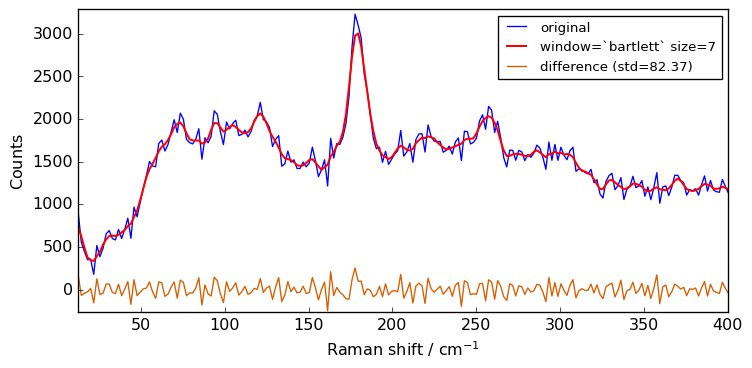 original
window=`bartlett` size=7
difference (std=82.37)
Counts
3000
2500
2000
1500
1000
500
0
50 100 150 200 250 300 350 400
Raman shift / cm⁻¹